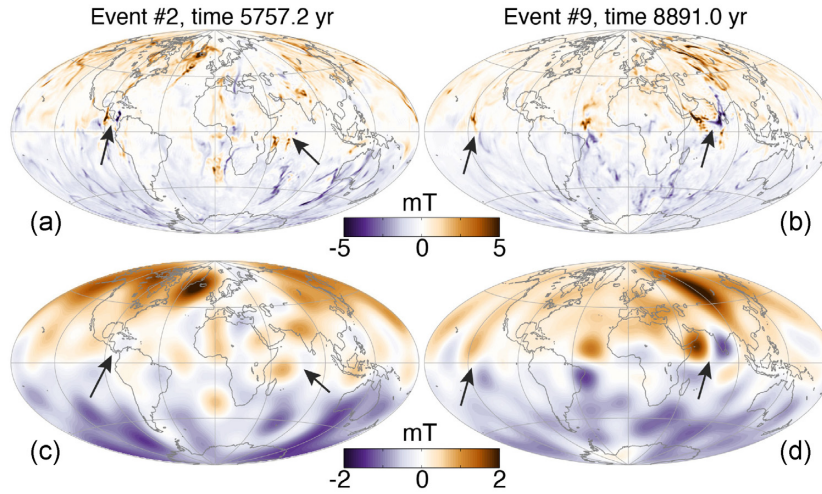 Event #2, time 5757.2 yr
Event #9, time 8891.0 yr
(a)
mT
-5 0 5
(b)
(c)
mT
-2 0 2
(d)